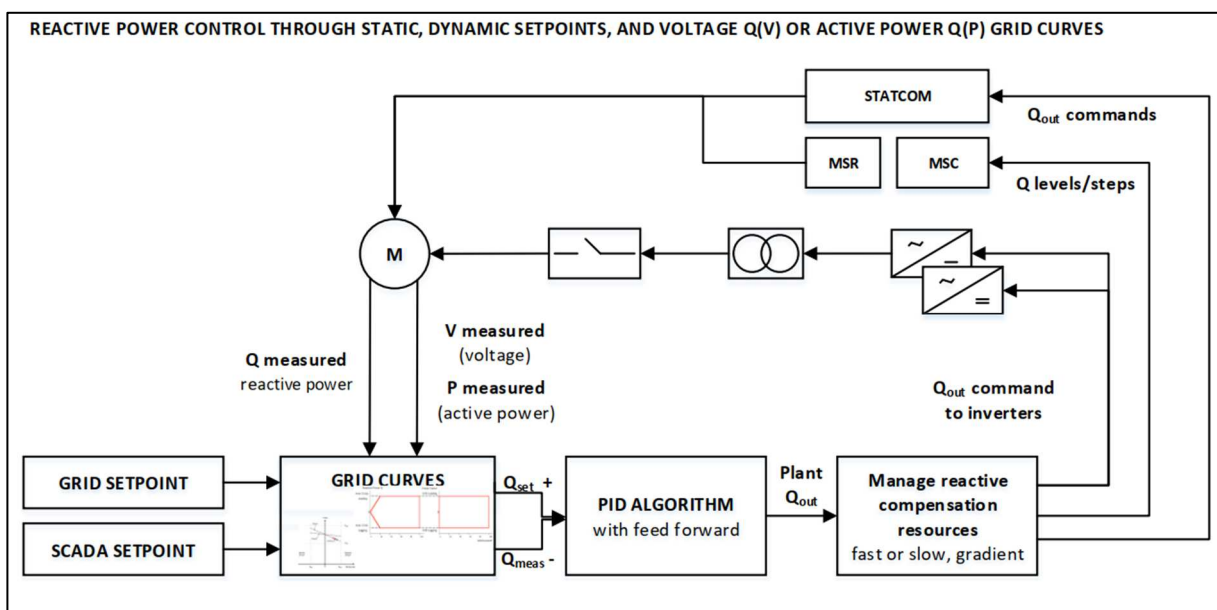 REACTIVE POWER CONTROL THROUGH STATIC, DYNAMIC SETPOINTS, AND VOLTAGE Q(V) OR ACTIVE POWER Q(P) GRID CURVES
STATCOM
Qout commands
MSR
MSC
Q levels/steps
M
V measured
(voltage)
Q measured
reactive power
P measured
(active power)
Qout command
to inverters
GRID SETPOINT
SCADA SETPOINT
GRID CURVES
Qset +
Qmeas -
PID ALGORITHM
with feed forward
Plant
Qout
Manage reactive
compensation
resources
fast or slow, gradient